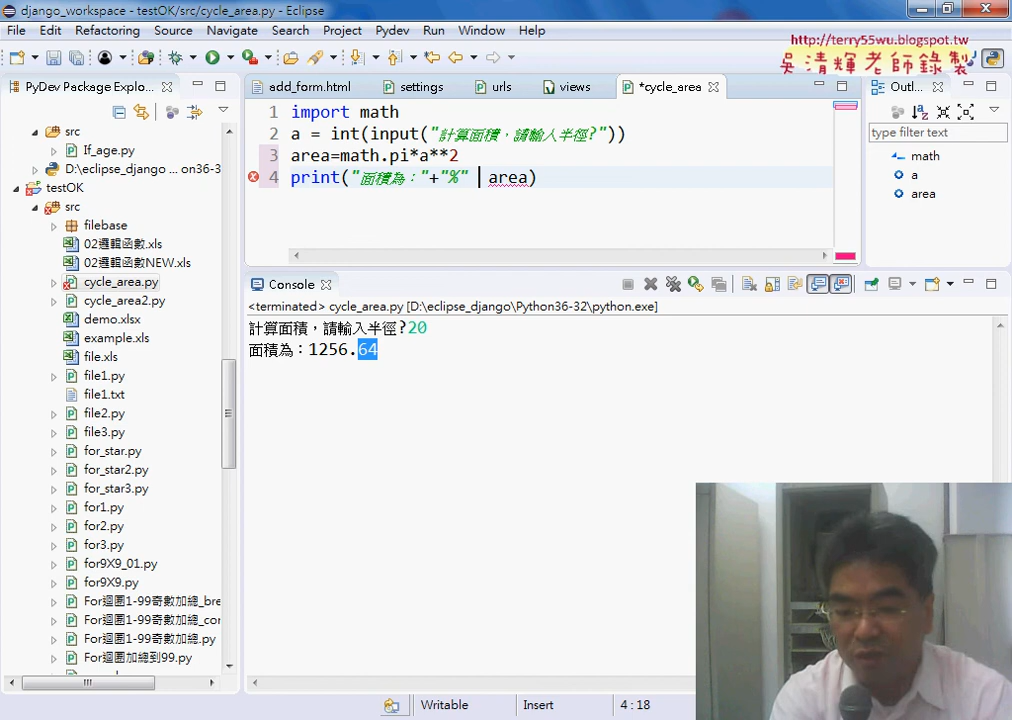 django_workspace - testOK/src/cycle_area.py - Eclipse
File Edit Refactoring Source Navigate Search Project Pydev Run Window Help
http://terry55wu.blogspot.tw
吳清輝老師錄製
PyDev Package Explo...
add_form.html settings urls views *cycle_area
Outl...
type filter text
src
If_age.py
D:\eclipse_django ... on36-3
testOK
src
filebase
02邏輯函數.xls
02邏輯函數NEW.xls
cycle_area.py
cycle_area2.py
demo.xlsx
example.xls
file.xls
file1.py
file1.txt
file2.py
file3.py
for_star.py
for_star2.py
for_star3.py
for1.py
for2.py
for3.py
for9X9_01.py
for9X9.py
For迴圈1-99奇數加總_bre
For迴圈1-99奇數加總_cor
For迴圈1-99奇數加總.py
For迴圈加總到99.py
1 import math
2 a = int(input("計算面積，請輸入半徑?"))
3 area=math.pi*a**2
4 print("面積為："+"%" area)
math
a
area
Console
<terminated> cycle_area.py [D:\eclipse_django\Python36-32\python.exe]
計算面積，請輸入半徑?20
面積為：1256.64
Writable Insert 4 : 18